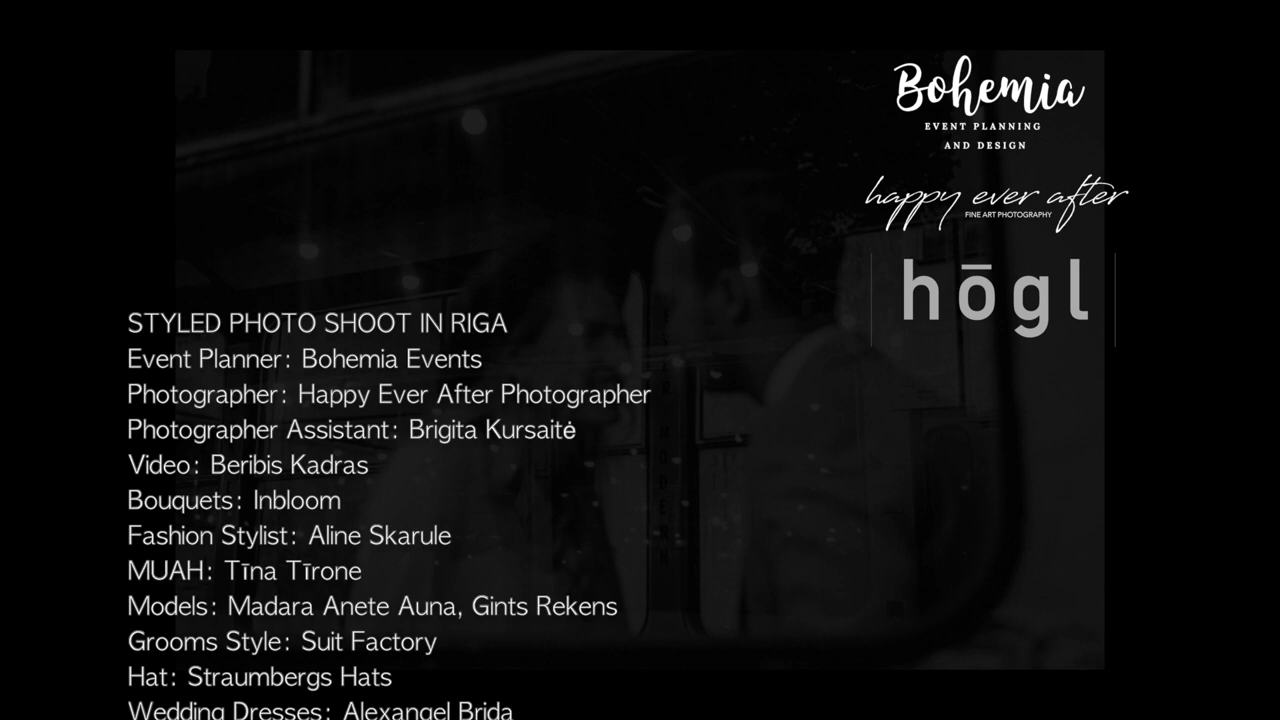 Bohemia
EVENT PLANNING
AND DESIGN
happy ever after
FINE ART PHOTOGRAPHY
hōgl
STYLED PHOTO SHOOT IN RIGA
Event Planner: Bohemia Events
Photographer: Happy Ever After Photographer
Photographer Assistant: Brigita Kursaitė
Video: Beribis Kadras
Bouquets: Inbloom
Fashion Stylist: Aline Skarule
MUAH: Tīna Tīrone
Models: Madara Anete Auna, Gints Rekens
Grooms Style: Suit Factory
Hat: Straumbergs Hats
Wedding Dresses: Alexangel Brida